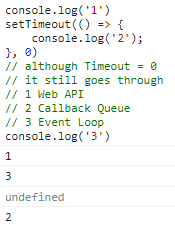 console.log('1')
setTimeout(() => {
    console.log('2');
}, 0)
// although Timeout = 0
// it still goes through
// 1 Web API
// 2 Callback Queue
// 3 Event Loop
console.log('3')
1
3
undefined
2